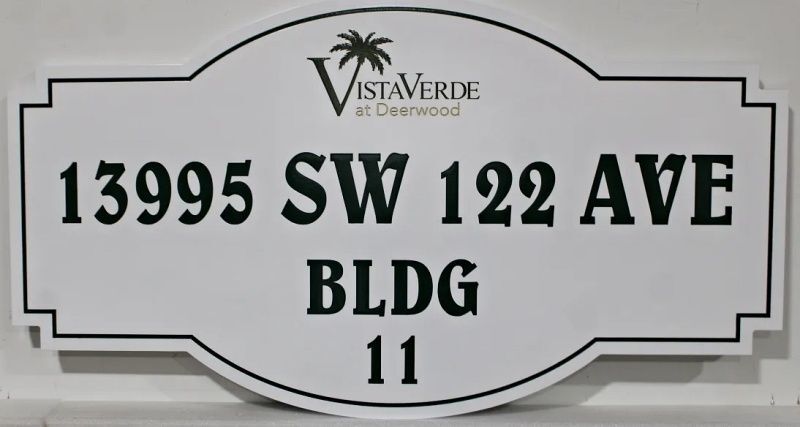 VISTAVERDE
at Deerwood
13995 SW 122 AVE
BLDG
11